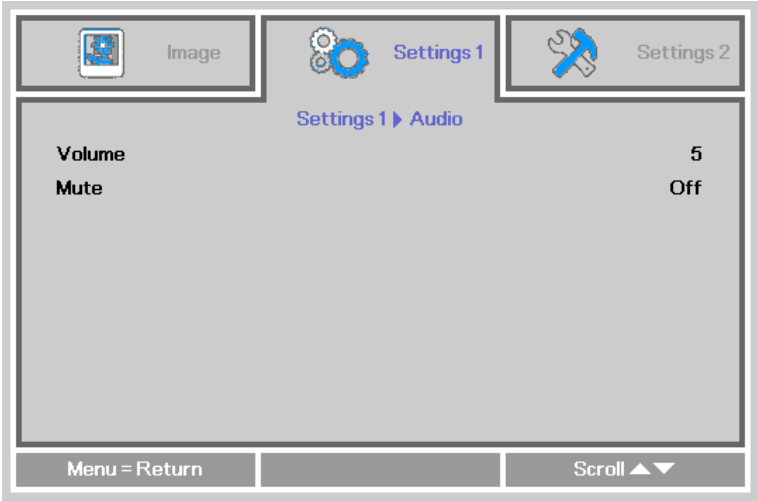 Image
Settings 1
Settings 2
Settings 1 ▶ Audio
Volume 5
Mute Off
Menu = Return
Scroll ▲▼